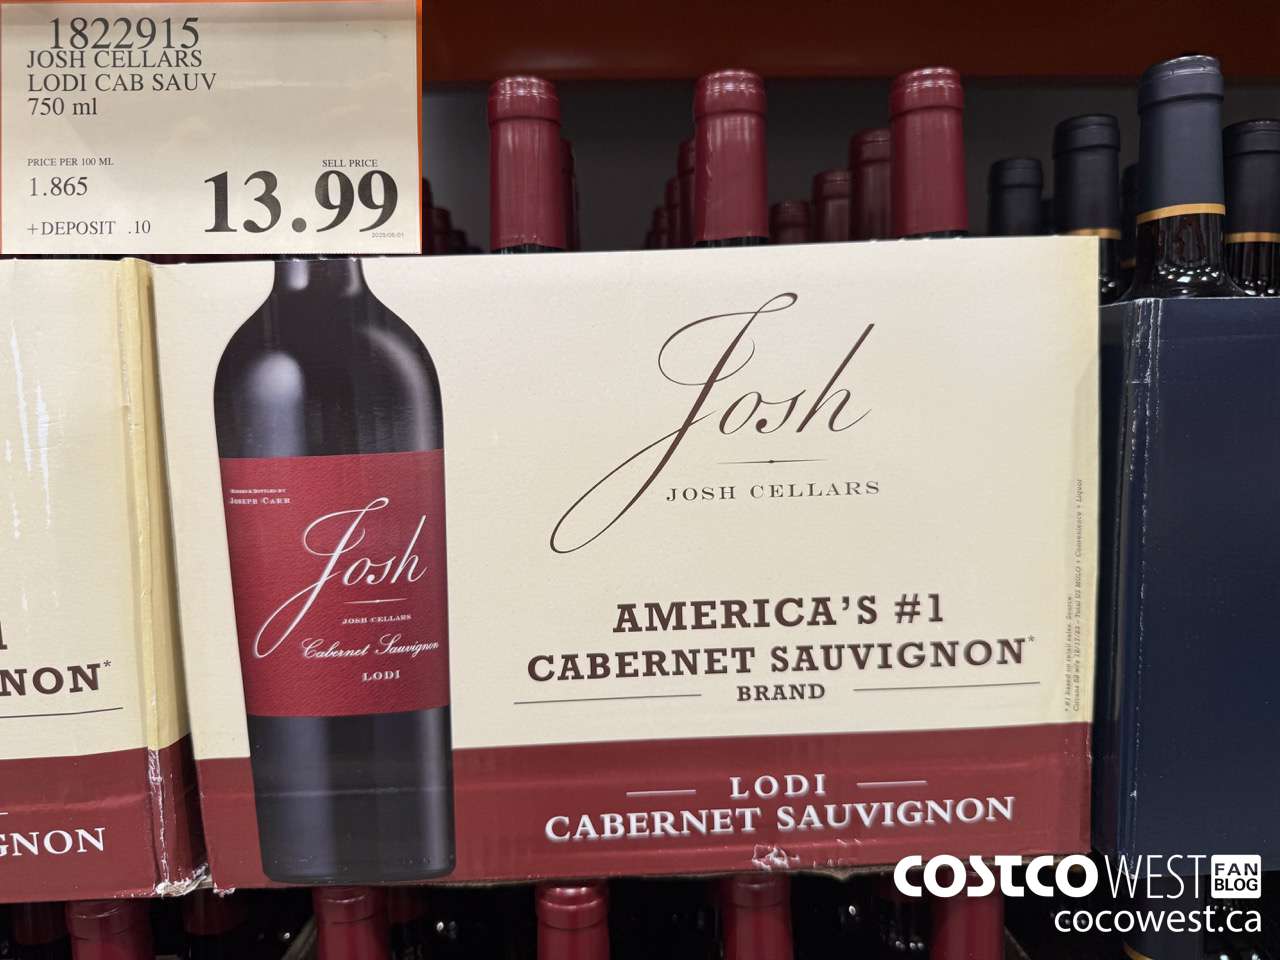 1822915
JOSH CELLARS
LODI CAB SAUV
750 ml
PRICE PER 100 ML
1.865
SELL PRICE
13.99
+DEPOSIT .10
Josh
JOSH CELLARS
AMERICA'S #1
CABERNET SAUVIGNON*
BRAND
LODI
CABERNET SAUVIGNON
JOSEPH CARR
Josh
JOSH CELLARS
Cabernet Sauvignon
LODI
1
NON*
GNON
COSTCO WEST FAN BLOG
cocowest.ca